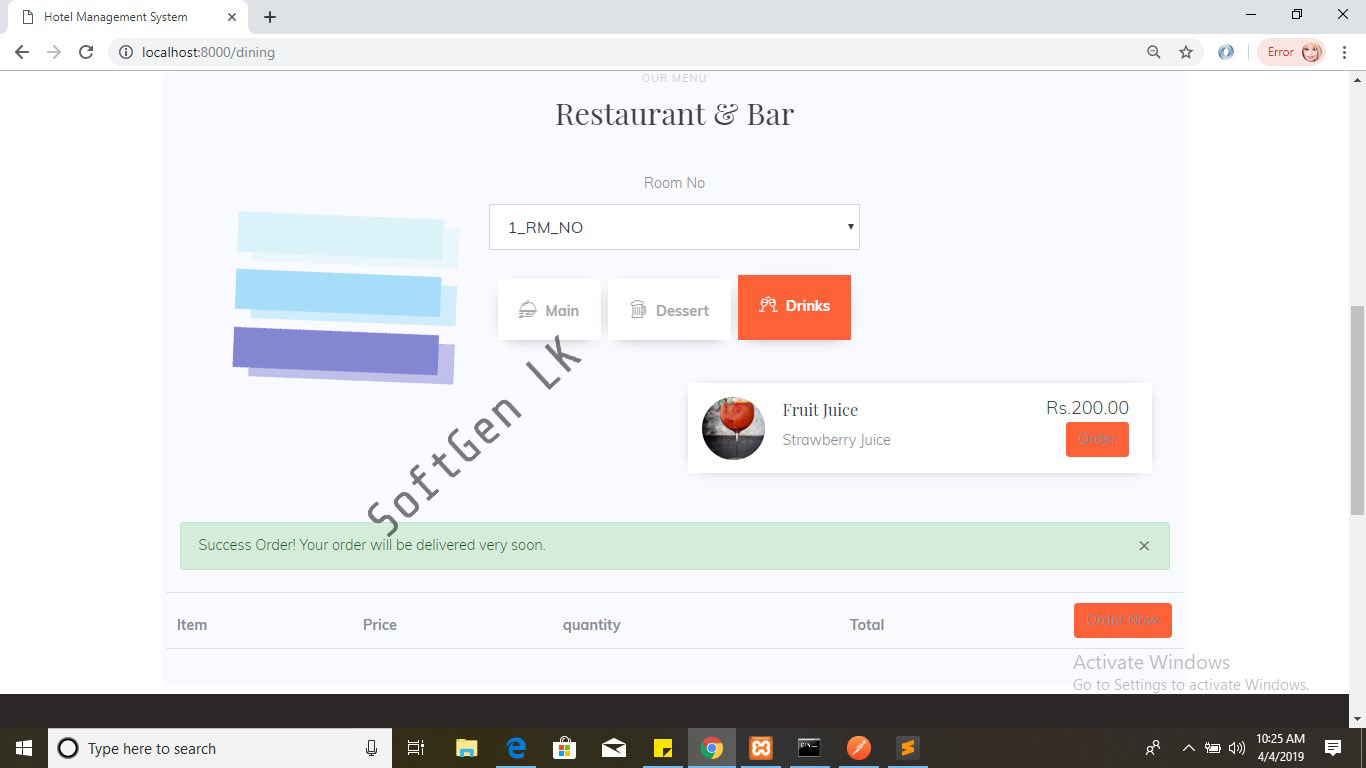 Hotel Management System
localhost:8000/dining
Error
OUR MENU
Restaurant & Bar
Room No
1_RM_NO
Main
Dessert
Drinks
SoftGen LK
Fruit Juice
Rs.200.00
Strawberry Juice
Order
Success Order! Your order will be delivered very soon.
Item
Price
quantity
Total
Order Now
Activate Windows
Go to Settings to activate Windows.
Type here to search
10:25 AM
4/4/2019